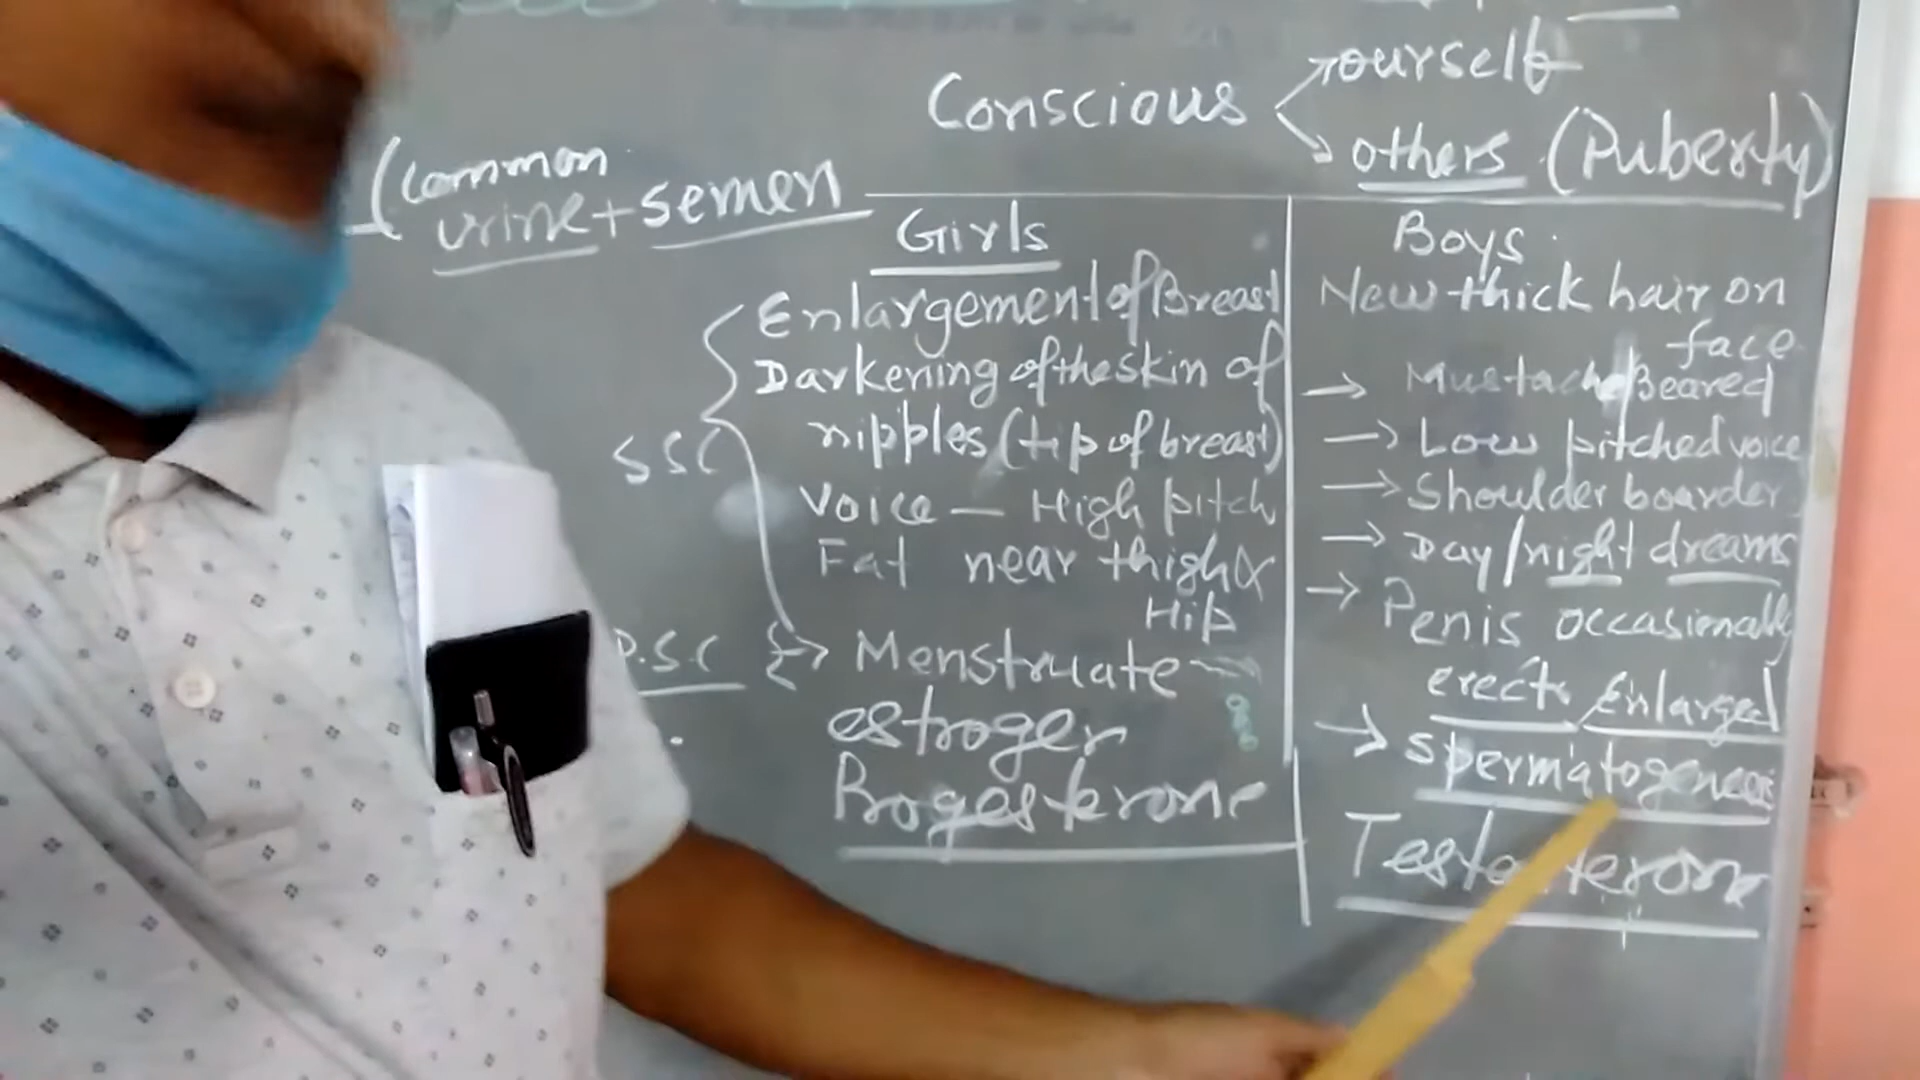 Conscious
ourself
others (Puberty)
(common
urine + semen
Girls
Enlargement of Breast
Darkening of the skin of
nipples (tip of breast)
SSC
Voice — High pitch
Fat near thigh &
Hip
P.S.C
Menstruate
estrogen
Progesterone
Boys
New thick hair on
face
→ Mustache/Beared
→ Low pitched voice
→ Shoulder boarder
→ Day/night dreams
→ Penis occasionally
erects Enlarged
→ spermatogenesis
Testosterone